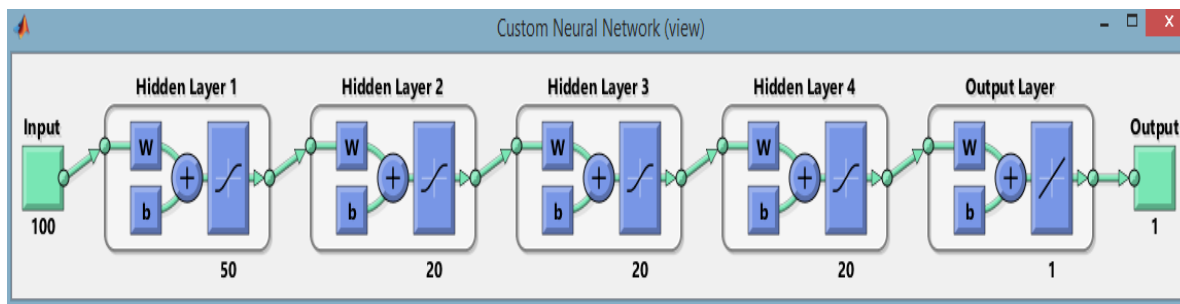 Custom Neural Network (view)
Hidden Layer 1
Hidden Layer 2
Hidden Layer 3
Hidden Layer 4
Output Layer
Input
Output
W
b
+
W
b
+
W
b
+
W
b
+
W
b
+
100
50
20
20
20
1
1